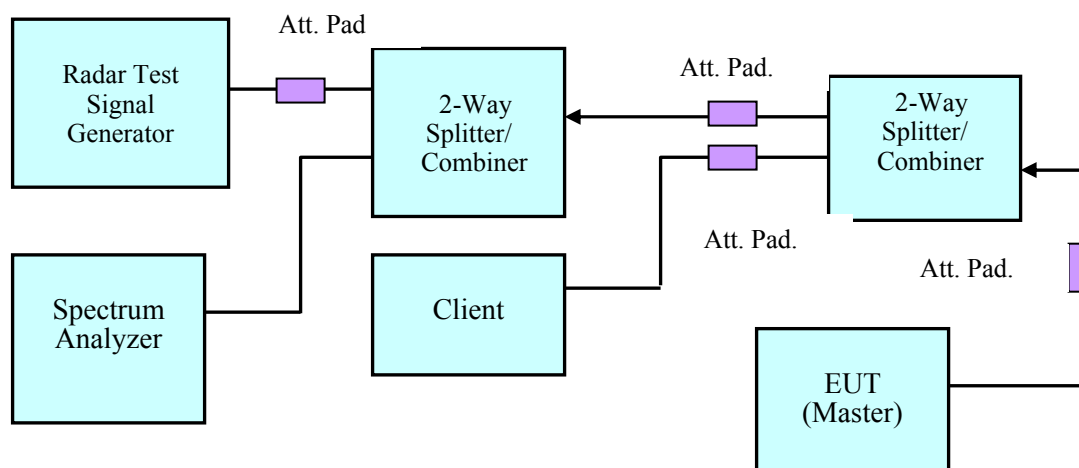 Att. Pad
Radar Test
Signal
Generator
2-Way
Splitter/
Combiner
Att. Pad.
2-Way
Splitter/
Combiner
Att. Pad.
Att. Pad.
Spectrum
Analyzer
Client
EUT
(Master)